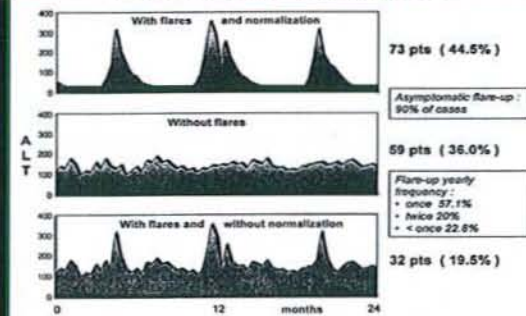 400
300
200
100
0
With flares and normalization
73 pts ( 44.5%)
Asymptomatic flare-up :
90% of cases
400
300
200
100
0
Without flares
ALT
59 pts ( 36.0%)
Flare-up yearly
frequency :
• once 57.1%
• twice 20%
• < once 22.8%
400
300
200
100
0
With flares and without normalization
32 pts ( 19.5%)
0 12 months 24